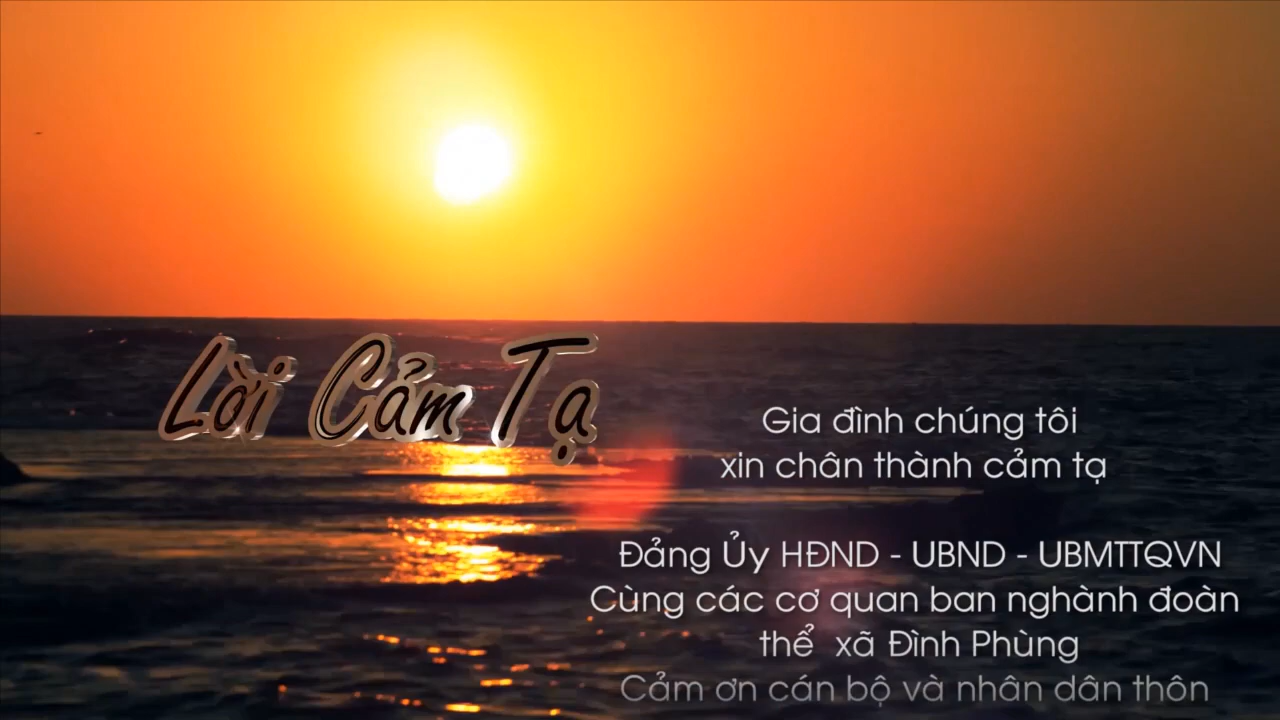 Lời Cảm Tạ
Gia đình chúng tôi
xin chân thành cảm tạ
Đảng Ủy HĐND - UBND - UBMTTQVN
Cùng các cơ quan ban nghành đoàn
thể xã Đình Phùng
Cảm ơn cán bộ và nhân dân thôn